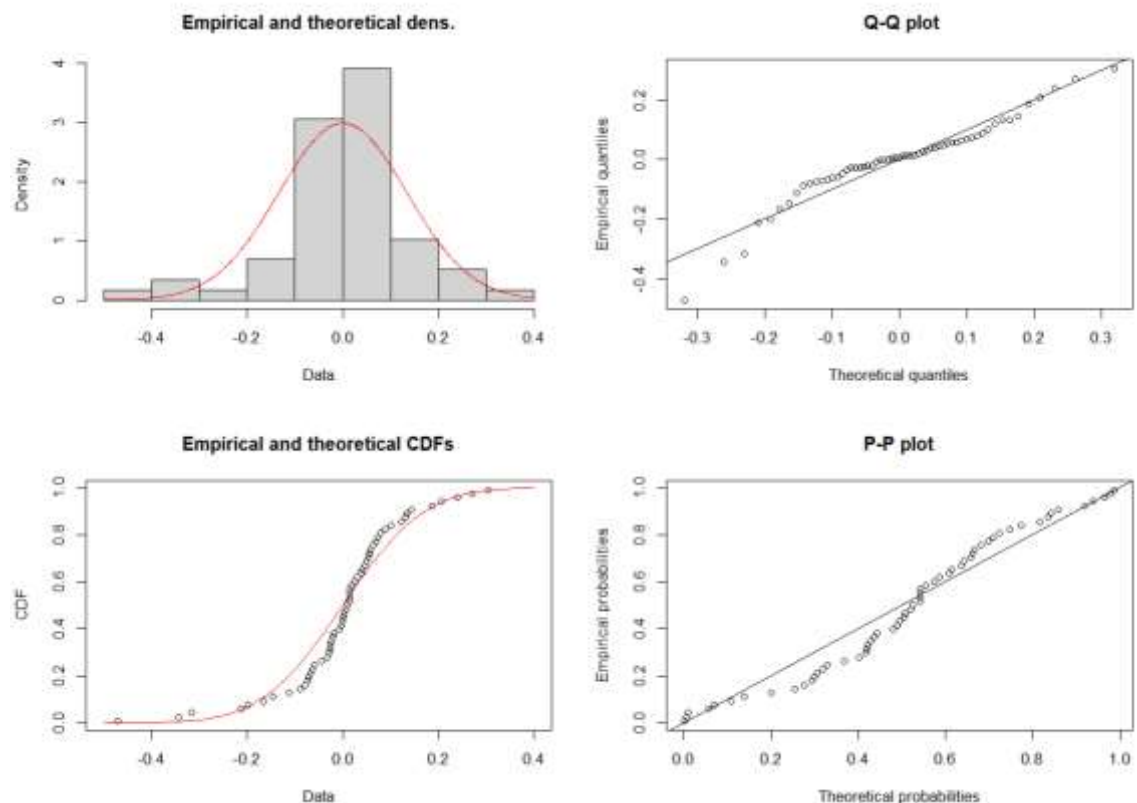 Empirical and theoretical dens.
Density
0 1 2 3 4
-0.4 -0.2 0.0 0.2 0.4
Data
Q-Q plot
Empirical quantiles
-0.4 -0.2 0.0 0.2
-0.3 -0.2 -0.1 0.0 0.1 0.2 0.3
Theoretical quantiles
Empirical and theoretical CDFs
CDF
0.0 0.2 0.4 0.6 0.8 1.0
-0.4 -0.2 0.0 0.2 0.4
Data
P-P plot
Empirical probabilities
0.0 0.2 0.4 0.6 0.8 1.0
0.0 0.2 0.4 0.6 0.8 1.0
Theoretical probabilities